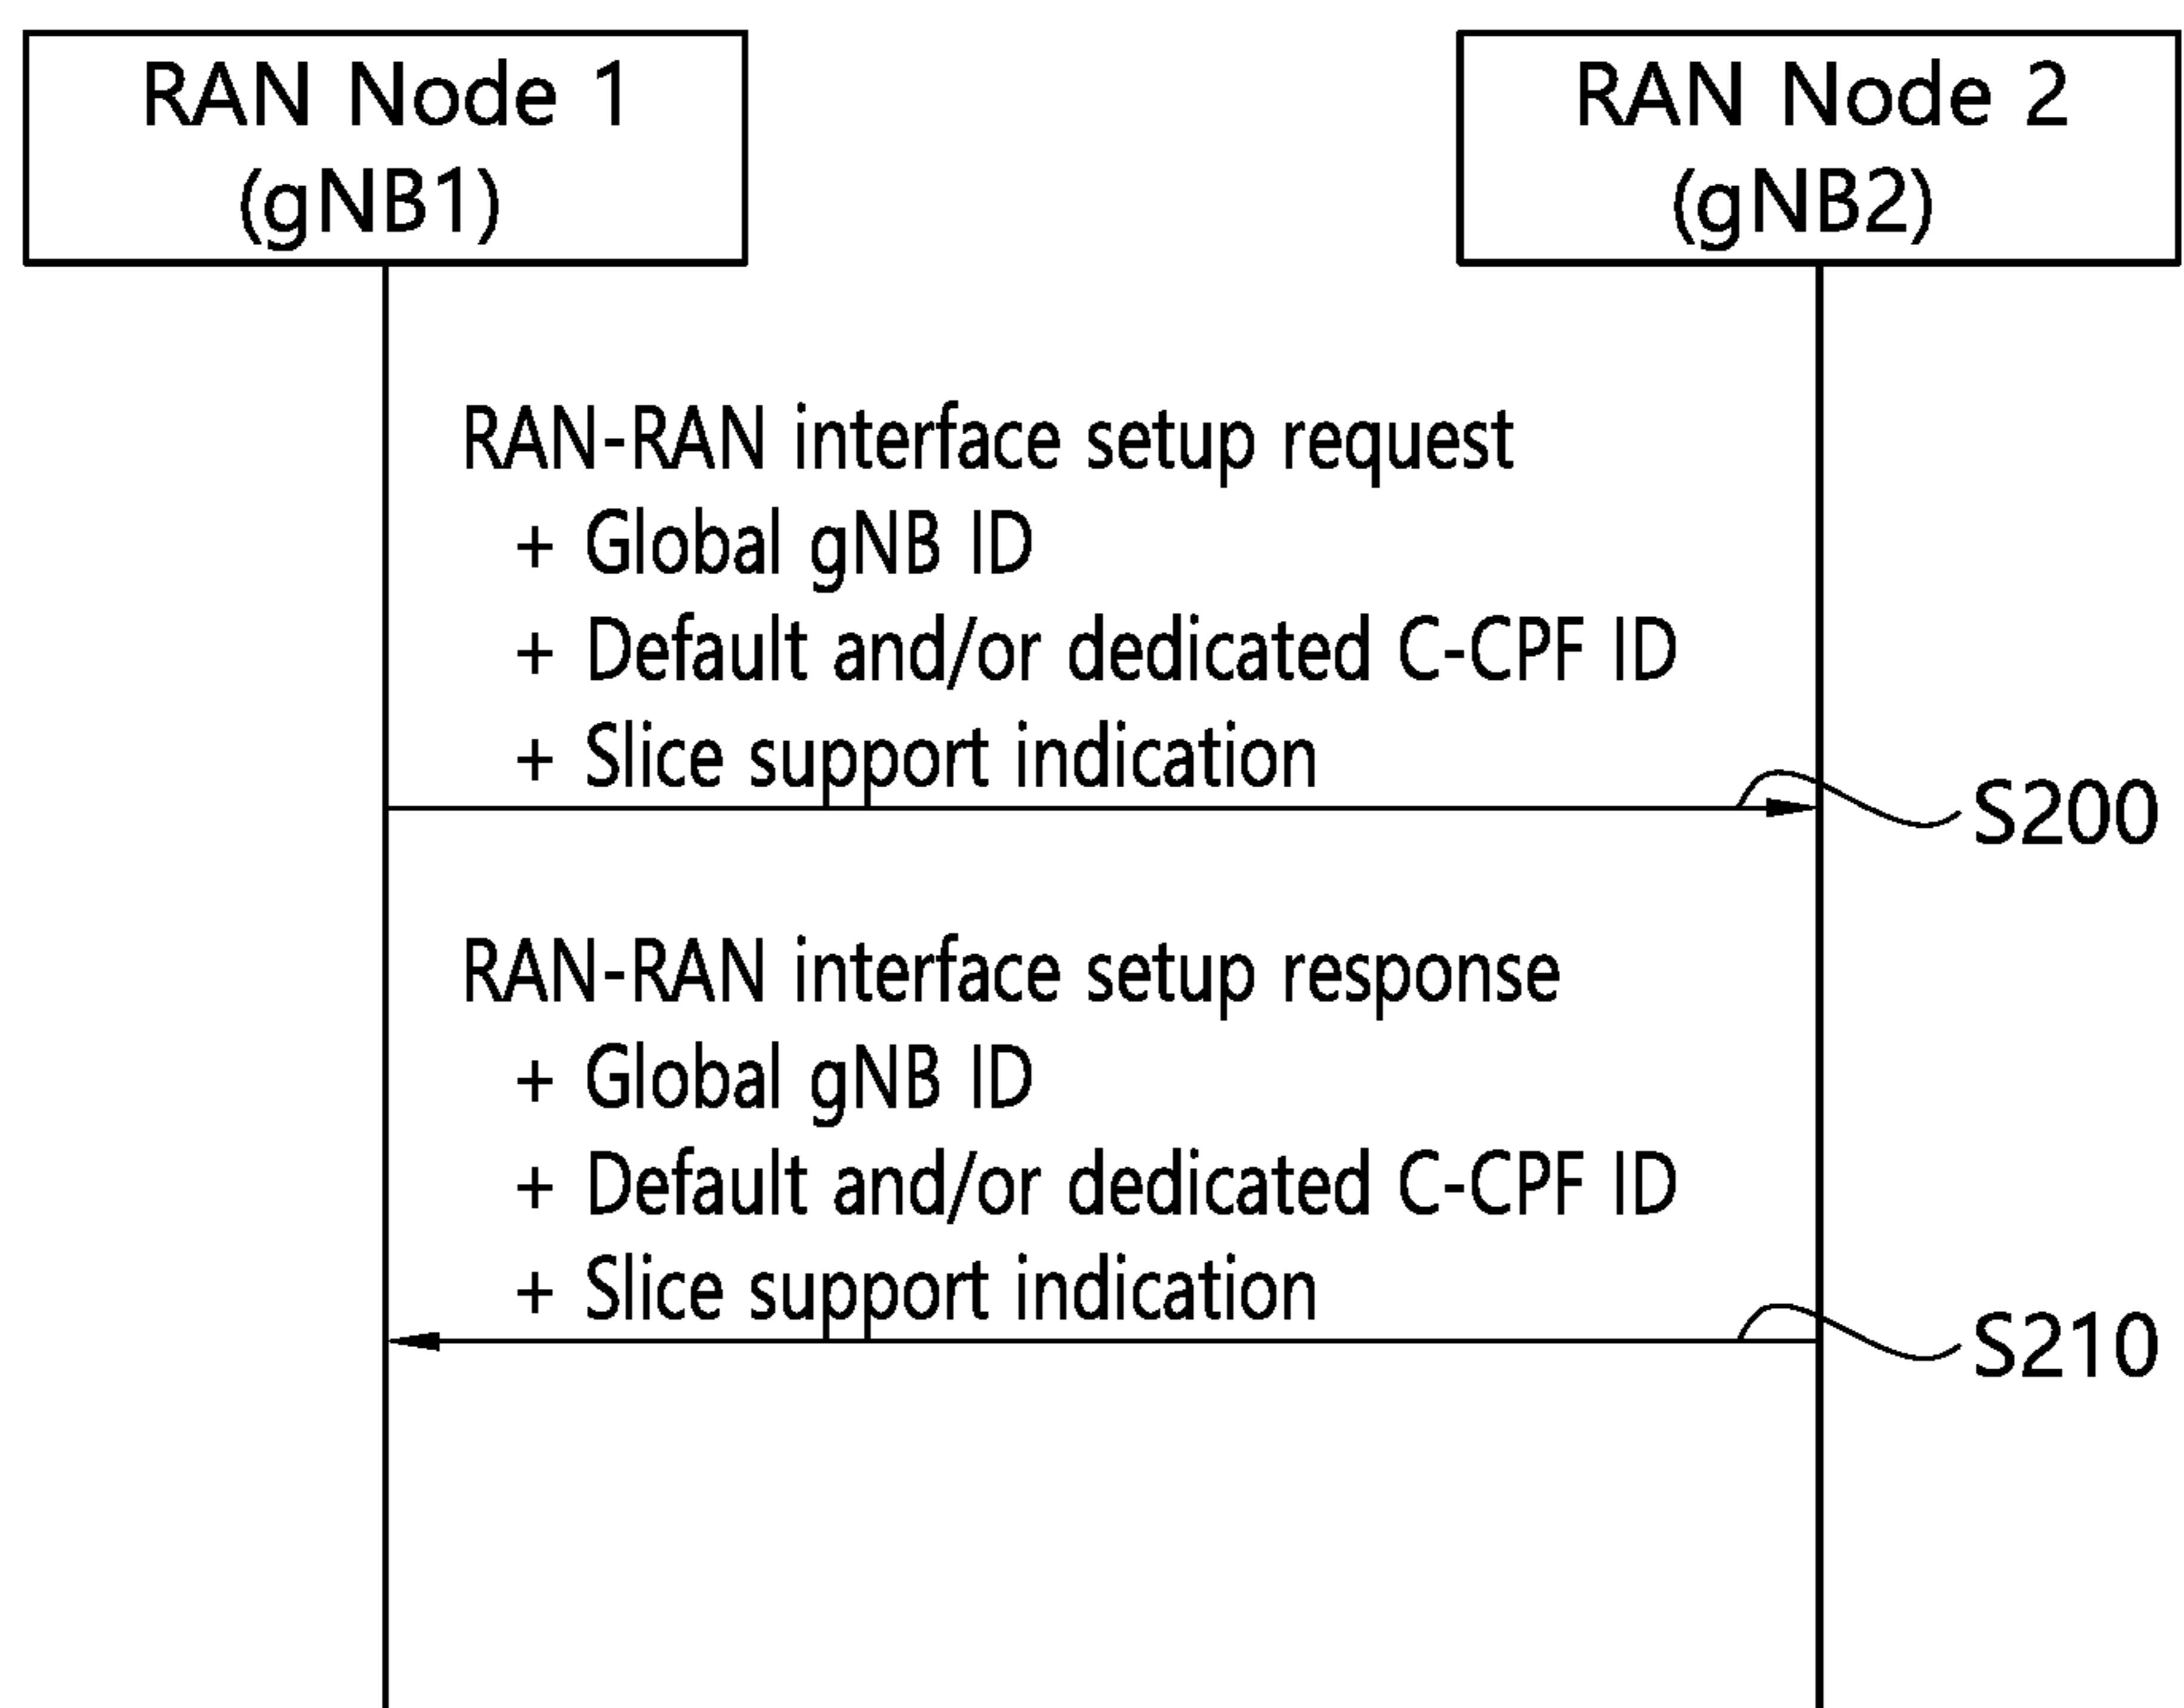 RAN Node 1
(gNB1)
RAN Node 2
(gNB2)
RAN-RAN interface setup request
+ Global gNB ID
+ Default and/or dedicated C-CPF ID
+ Slice support indication
S200
RAN-RAN interface setup response
+ Global gNB ID
+ Default and/or dedicated C-CPF ID
+ Slice support indication
S210